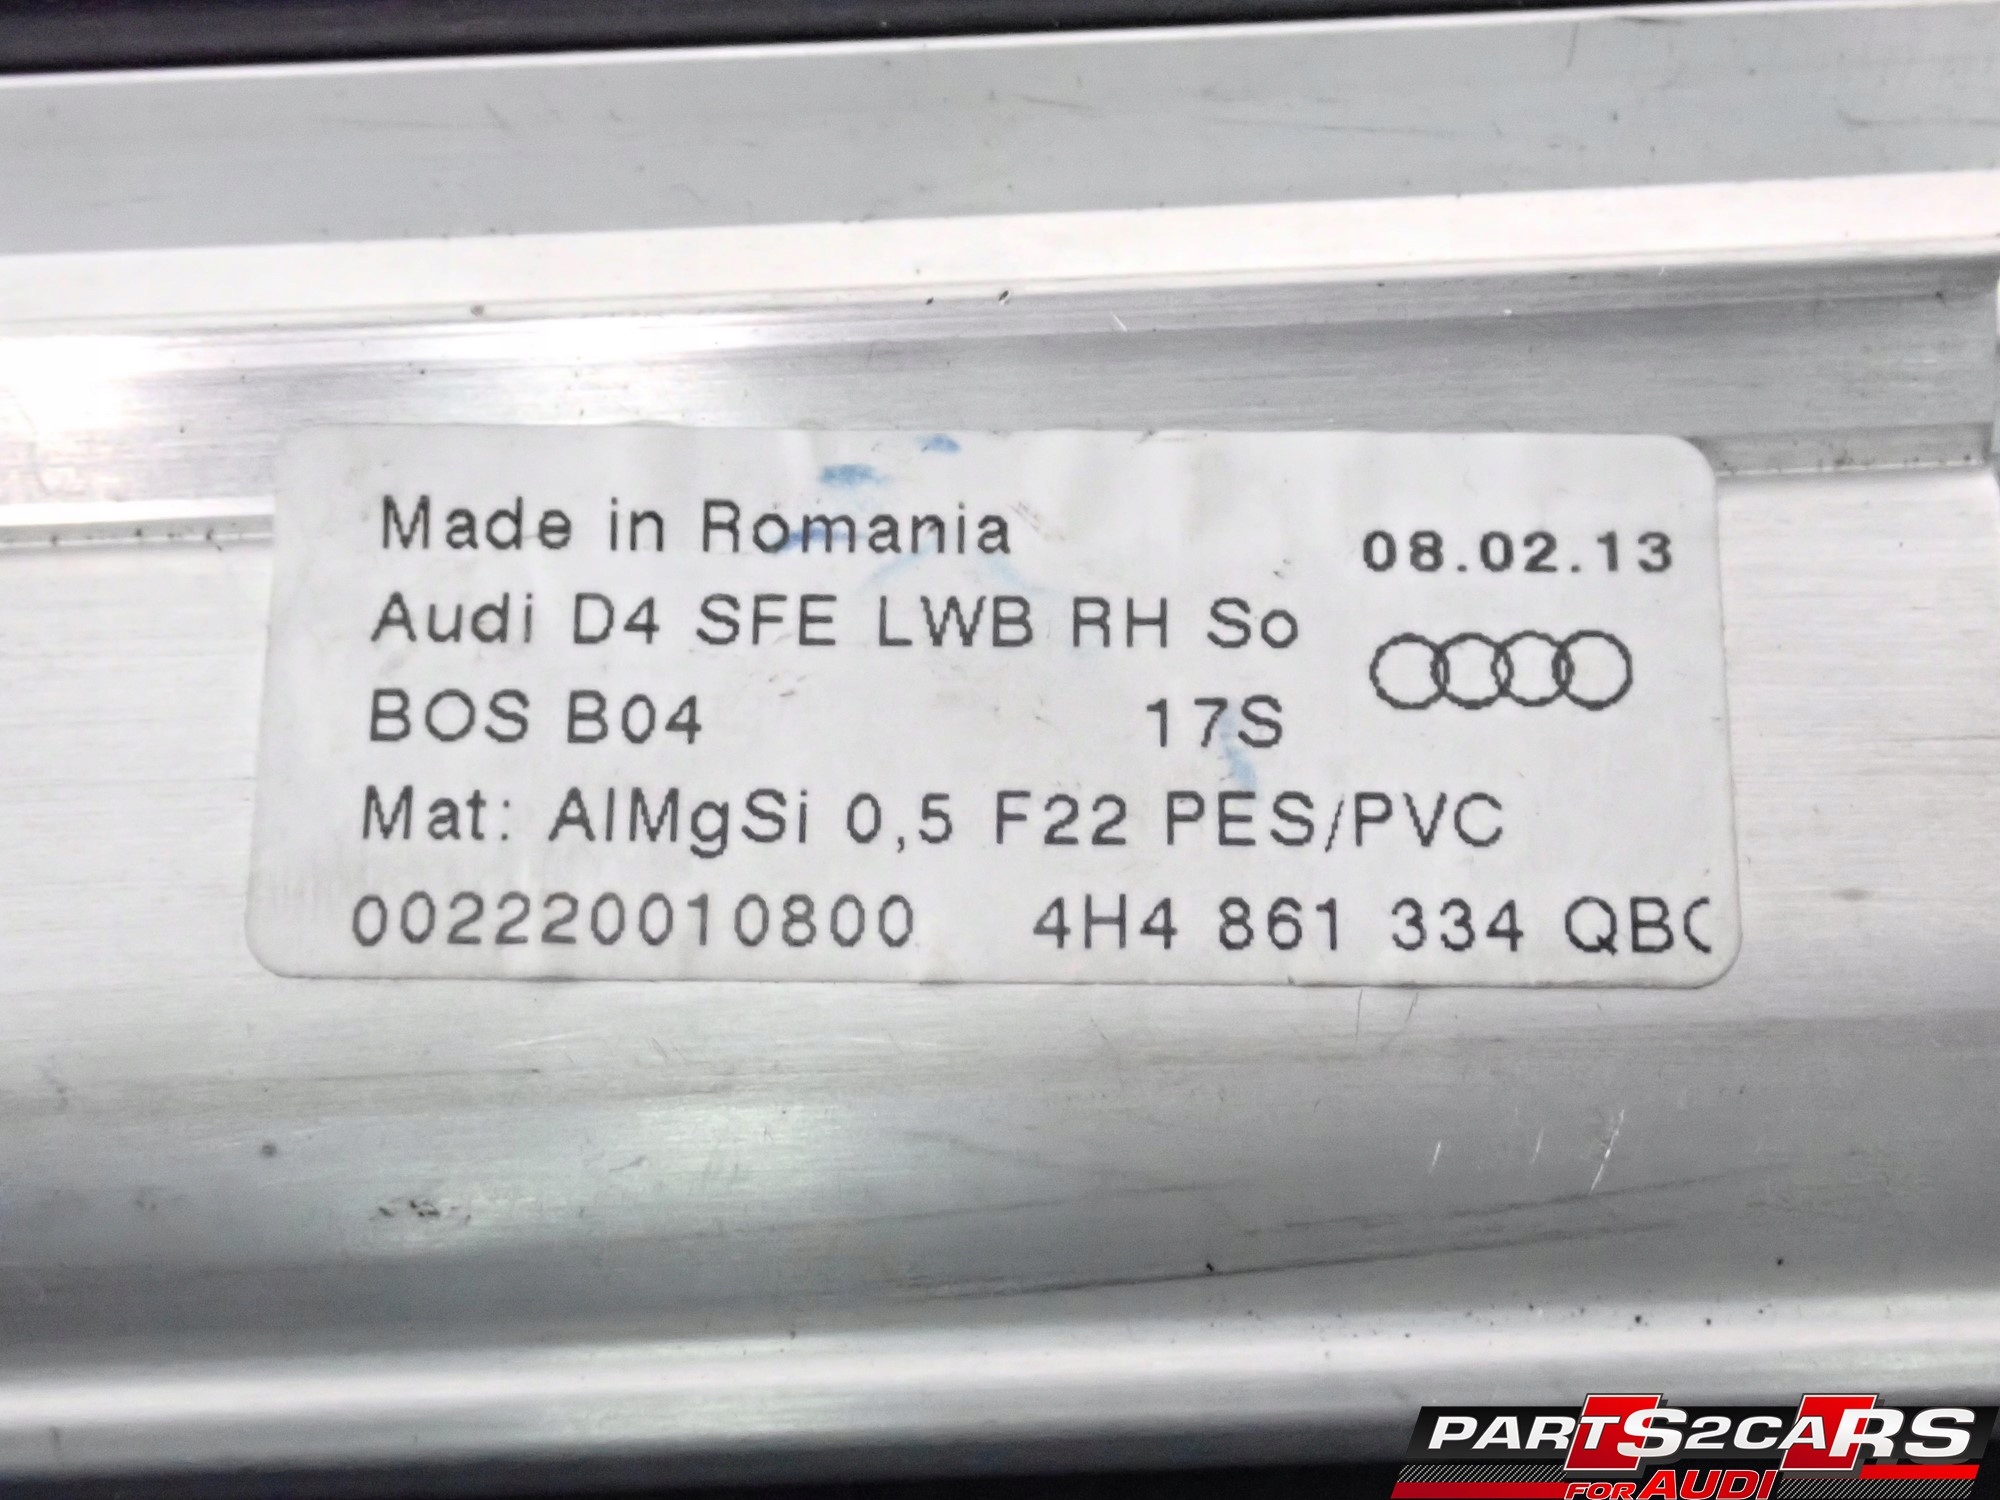 Made in Romania
08.02.13
Audi D4 SFE LWB RH So
BOS B04 17S
Mat: AlMgSi 0,5 F22 PES/PVC
002220010800 4H4 861 334 QBC
PARTS2CARS
FOR AUDI